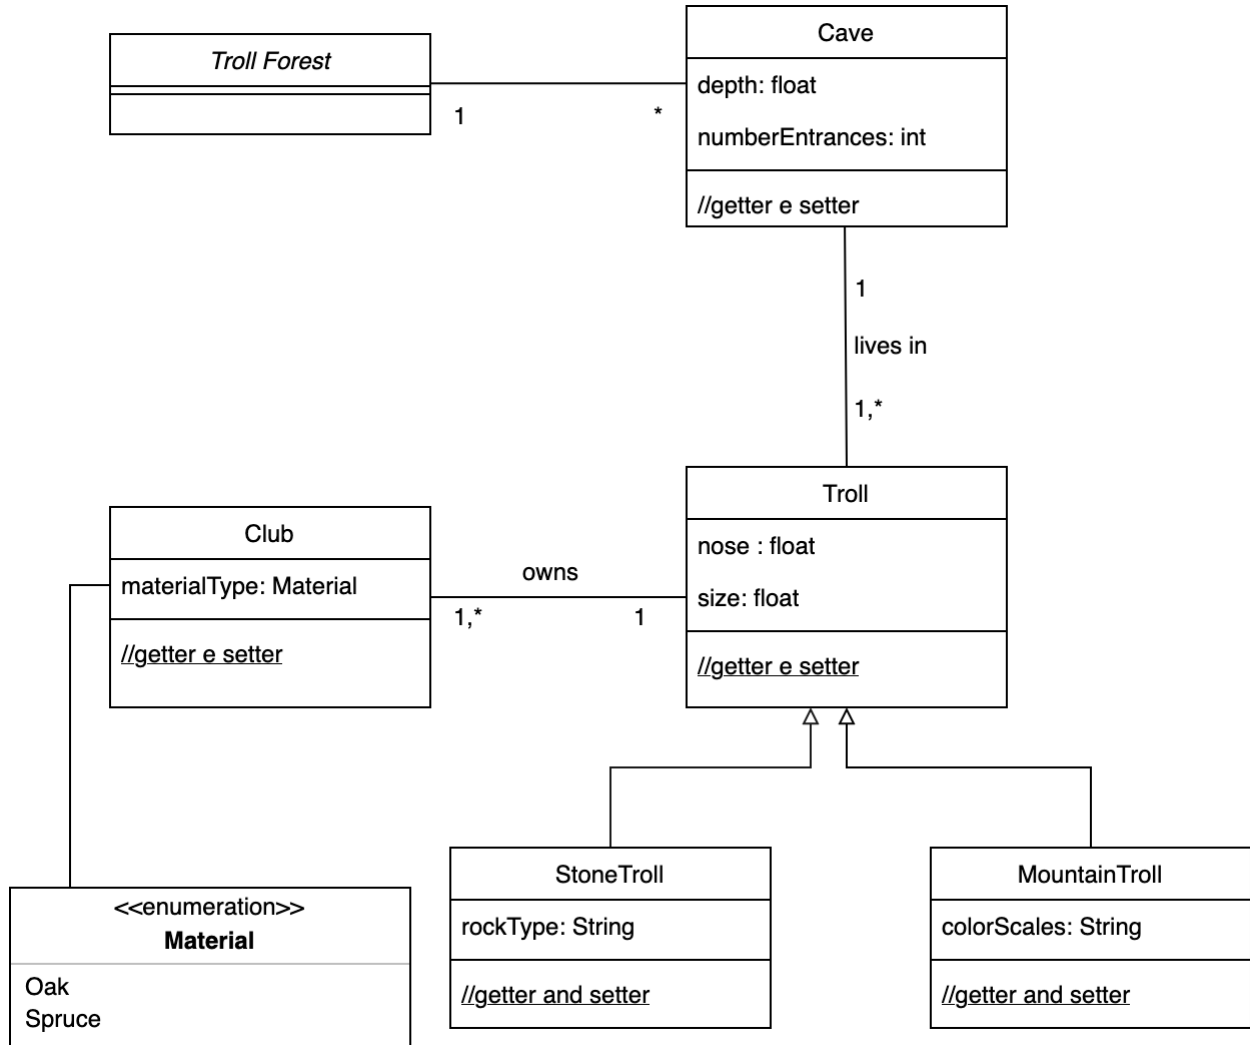 Troll Forest
1
*
Cave
depth: float
numberEntrances: int
//getter e setter
1
lives in
1,*
Troll
nose : float
size: float
//getter e setter
owns
1,*
1
Club
materialType: Material
//getter e setter
<<enumeration>>
Material
Oak
Spruce
StoneTroll
rockType: String
//getter and setter
MountainTroll
colorScales: String
//getter and setter